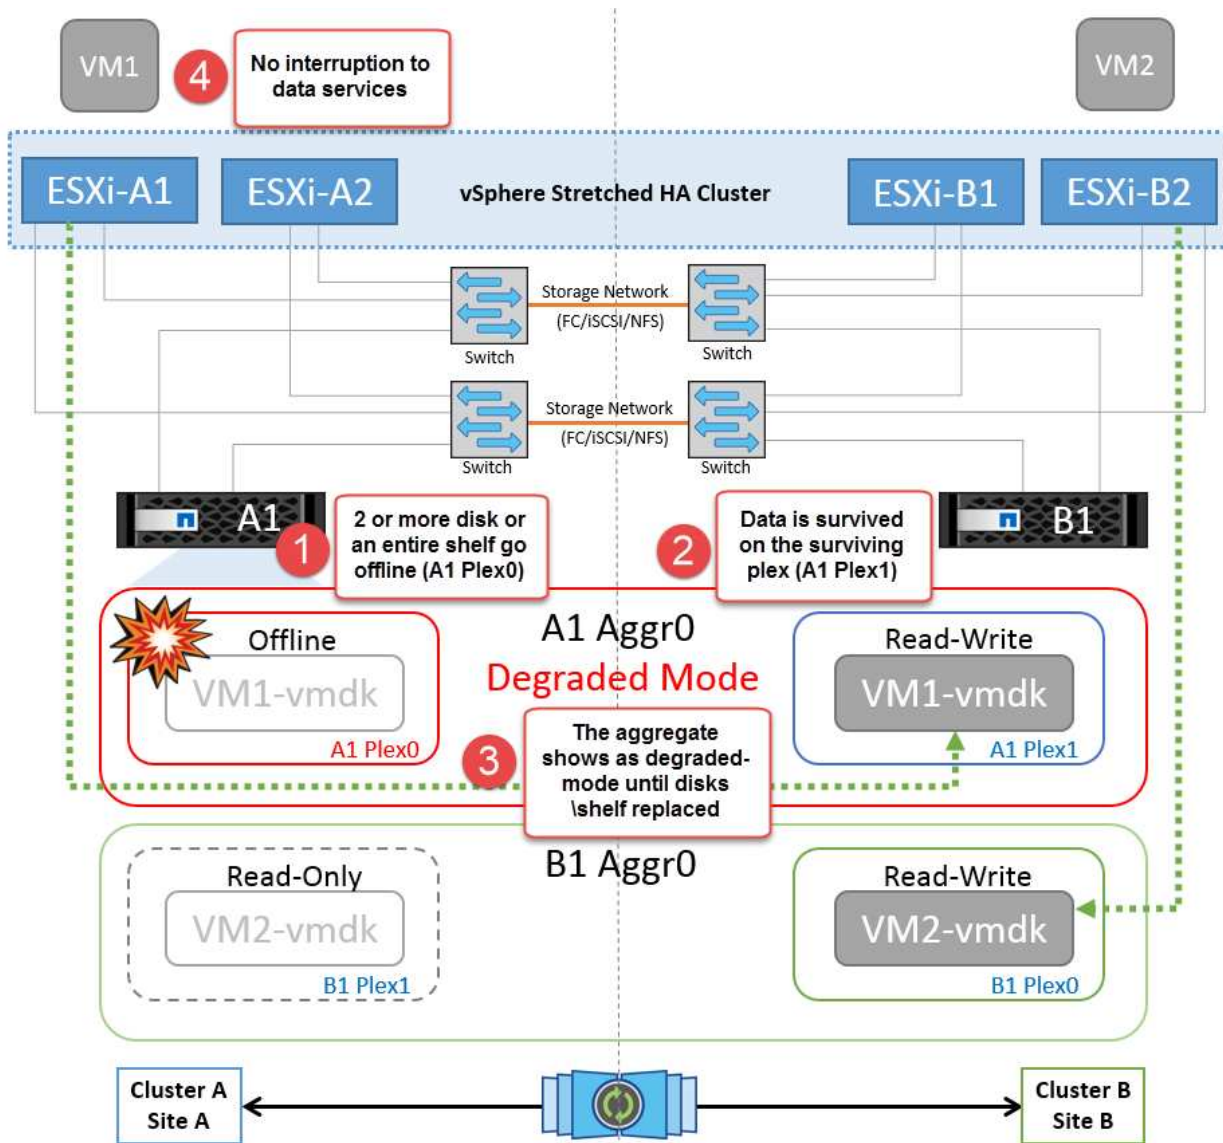 VM1
4
No interruption to
data services
VM2
ESXi-A1
ESXi-A2
vSphere Stretched HA Cluster
ESXi-B1
ESXi-B2
Storage Network
(FC/iSCSI/NFS)
Switch
Switch
Storage Network
(FC/iSCSI/NFS)
Switch
Switch
A1
1
2 or more disk or
an entire shelf go
offline (A1 Plex0)
2
Data is survived
on the surviving
plex (A1 Plex1)
B1
A1 Aggr0
Degraded Mode
Offline
VM1-vmdk
A1 Plex0
Read-Write
VM1-vmdk
A1 Plex1
3
The aggregate
shows as degraded-
mode until disks
\shelf replaced
B1 Aggr0
Read-Only
VM2-vmdk
B1 Plex1
Read-Write
VM2-vmdk
B1 Plex0
Cluster A
Site A
Cluster B
Site B